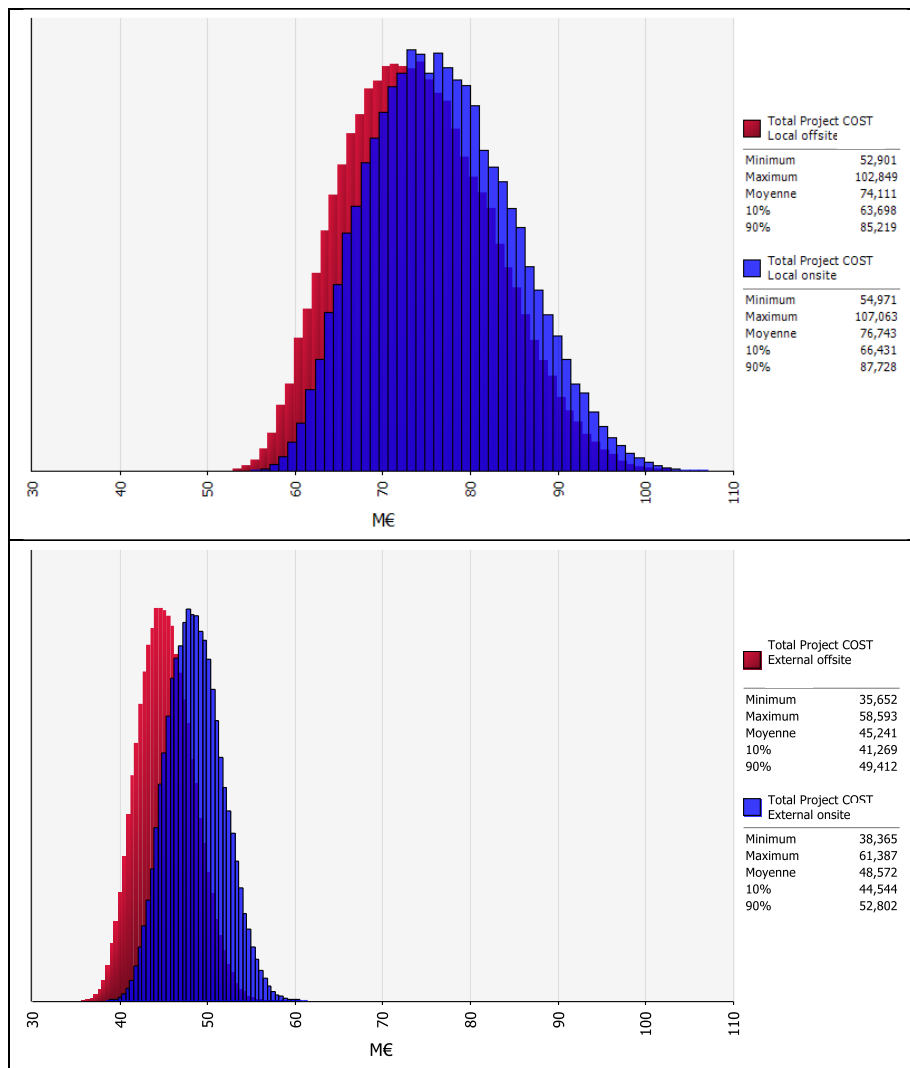 30 40 50 60 70 80 90 100 110
M€
Total Project COST
Local offsite
Minimum 52,901
Maximum 102,849
Moyenne 74,111
10% 63,698
90% 85,219
Total Project COST
Local onsite
Minimum 54,971
Maximum 107,063
Moyenne 76,743
10% 66,431
90% 87,728
30 40 50 60 70 80 90 100 110
M€
Total Project COST
External offsite
Minimum 35,652
Maximum 58,593
Moyenne 45,241
10% 41,269
90% 49,412
Total Project COST
External onsite
Minimum 38,365
Maximum 61,387
Moyenne 48,572
10% 44,544
90% 52,802